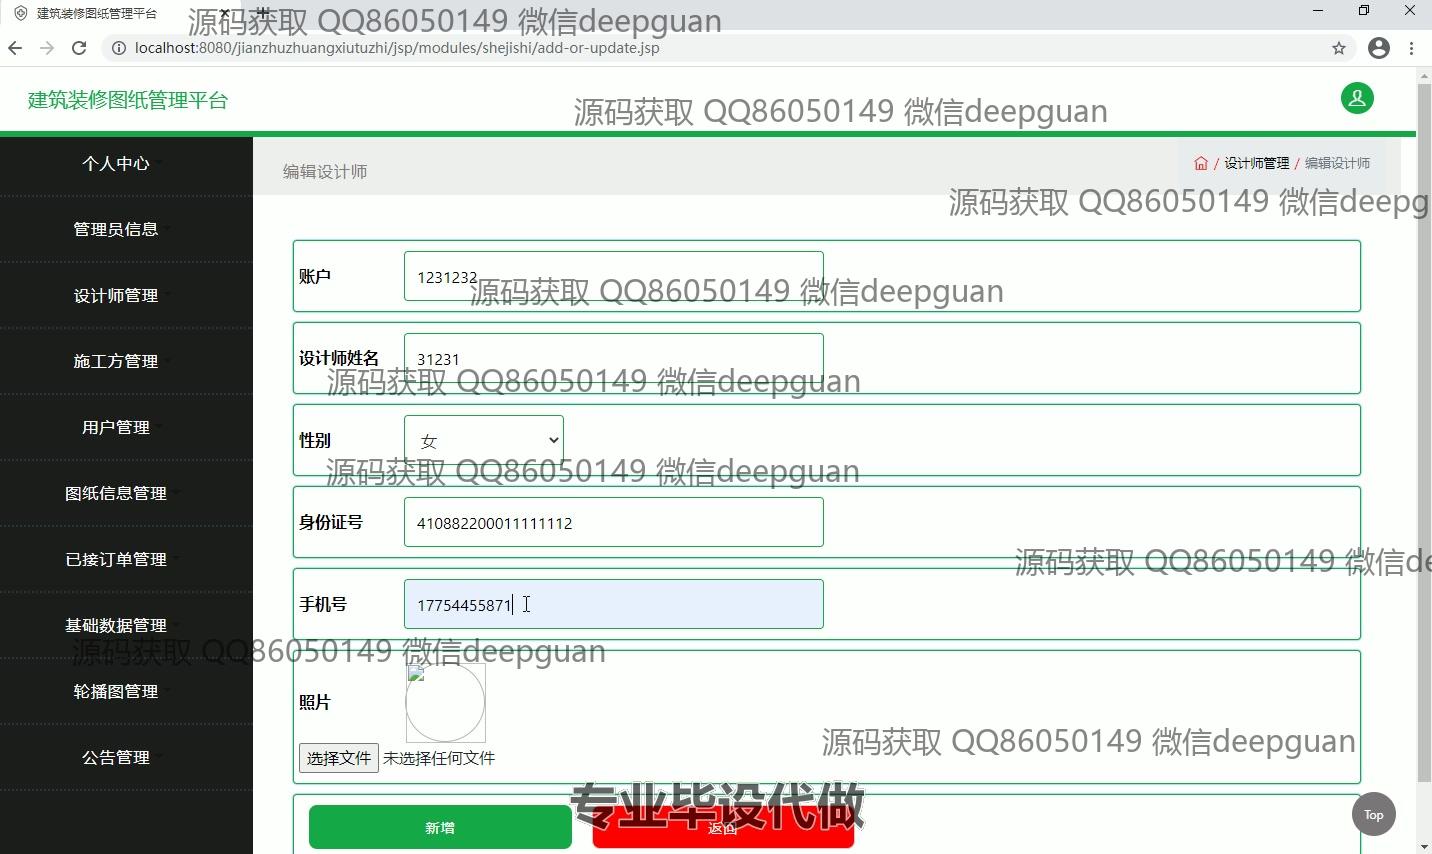 建筑装修图纸管理平台
源码获取 QQ86050149 微信deepguan
localhost:8080/jianzhuzhuangxiutuzhi/jsp/modules/shejishi/add-or-update.jsp
建筑装修图纸管理平台
源码获取 QQ86050149 微信deepguan
个人中心
编辑设计师
/ 设计师管理 / 编辑设计师
源码获取 QQ86050149 微信deepg
管理员信息
账户
1231232
源码获取 QQ86050149 微信deepguan
设计师管理
设计师姓名
31231
施工方管理
源码获取 QQ86050149 微信deepguan
用户管理
性别
女
源码获取 QQ86050149 微信deepguan
图纸信息管理
身份证号
410882200011111112
已接订单管理
源码获取 QQ86050149 微信de
手机号
17754455871
基础数据管理
源码获取 QQ86050149 微信deepguan
轮播图管理
照片
源码获取 QQ86050149 微信deepguan
公告管理
选择文件 未选择任何文件
专业毕设代做
新增
返回
Top